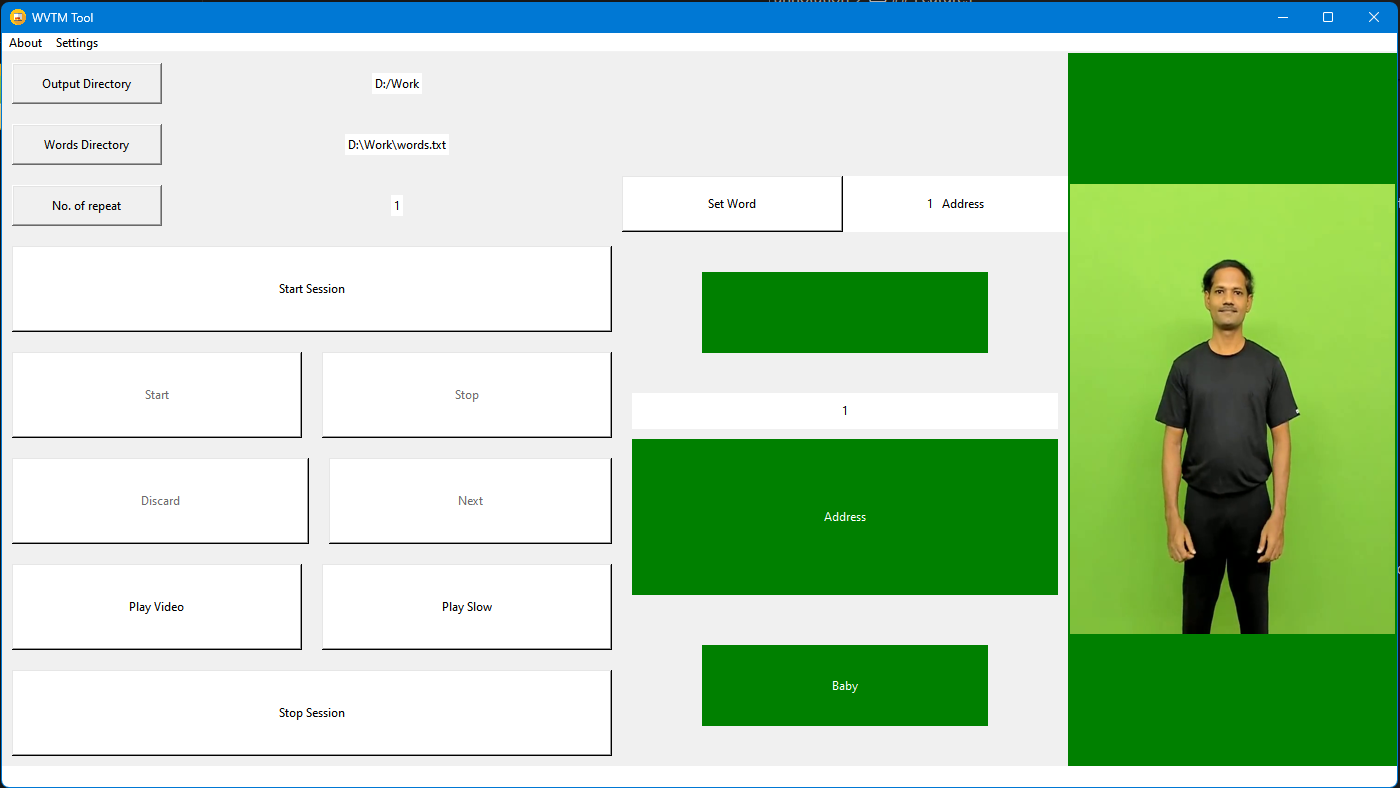 WVTM Tool
About Settings
Output Directory D:/Work
Words Directory D:\Work\words.txt
No. of repeat 1
Set Word 1 Address
Start Session
Start Stop
1
Discard Next
Address
Play Video Play Slow
Baby
Stop Session